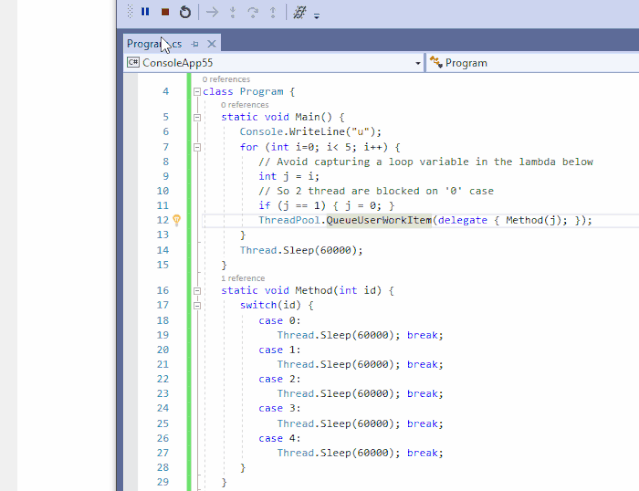 Program.cs
ConsoleApp55
Program
0 references
4 class Program {
0 references
5 static void Main() {
6 Console.WriteLine("u");
7 for (int i=0; i< 5; i++) {
8 // Avoid capturing a loop variable in the lambda below
9 int j = i;
10 // So 2 thread are blocked on '0' case
11 if (j == 1) { j = 0; }
12 ThreadPool.QueueUserWorkItem(delegate { Method(j); });
13 }
14 Thread.Sleep(60000);
15 }
1 reference
16 static void Method(int id) {
17 switch(id) {
18 case 0:
19 Thread.Sleep(60000); break;
20 case 1:
21 Thread.Sleep(60000); break;
22 case 2:
23 Thread.Sleep(60000); break;
24 case 3:
25 Thread.Sleep(60000); break;
26 case 4:
27 Thread.Sleep(60000); break;
28 }
29 }